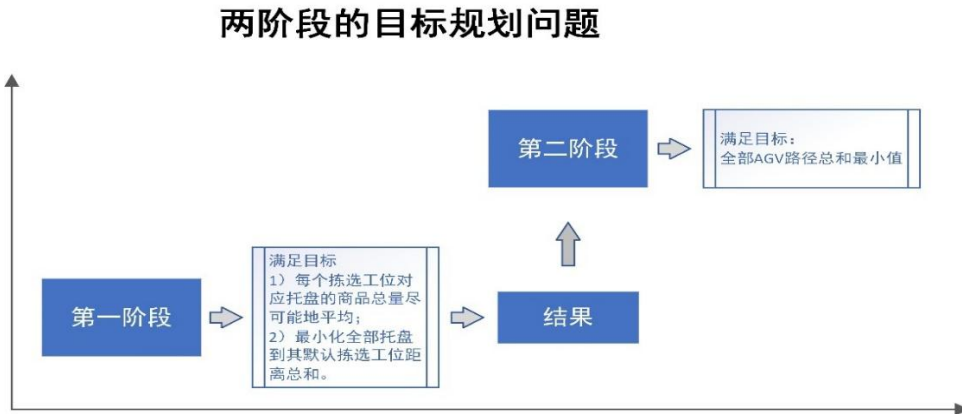 两阶段的目标规划问题
第二阶段
满足目标：
全部AGV路径总和最小值
第一阶段
满足目标
1）每个拣选工位对
应托盘的商品总量尽
可能地平均；
2）最小化全部托盘
到其默认拣选工位距
离总和。
结果